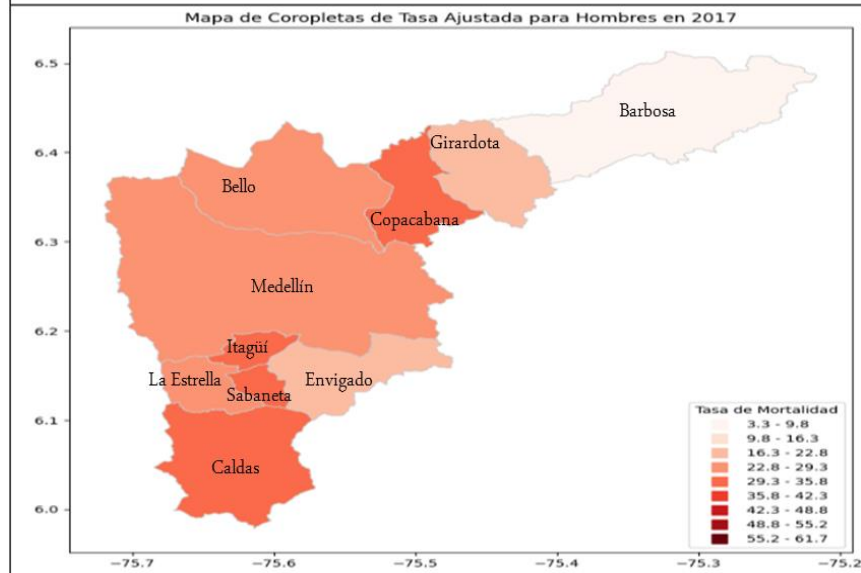 Mapa de Coropletas de Tasa Ajustada para Hombres en 2017
6.5
Barbosa
Girardota
6.4
Bello
Copacabana
6.3
Medellín
6.2
Itagüí
La Estrella
Envigado
Sabaneta
6.1
Caldas
6.0
Tasa de Mortalidad
3.3 - 9.8
9.8 - 16.3
16.3 - 22.8
22.8 - 29.3
29.3 - 35.8
35.8 - 42.3
42.3 - 48.8
48.8 - 55.2
55.2 - 61.7
−75.7 −75.6 −75.5 −75.4 −75.3 −75.2